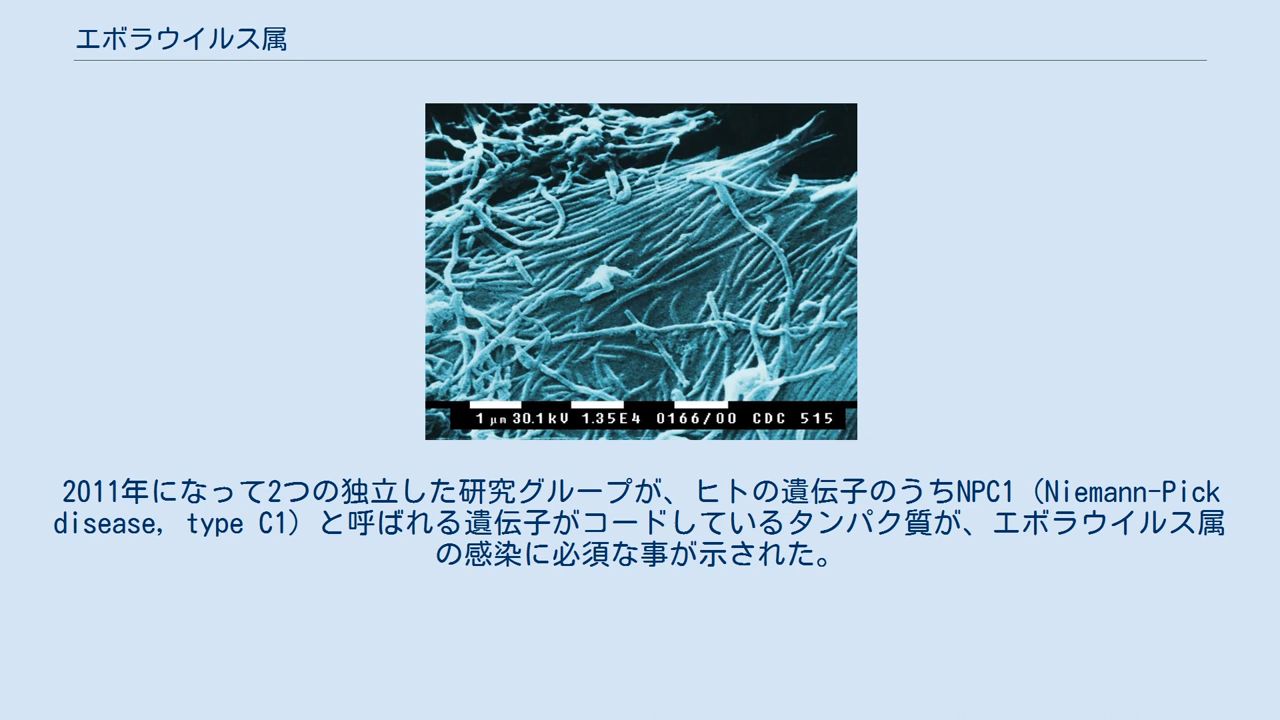 エボラウイルス属
1μm 30.1kV 1.35E4 0166/00 CDC 515
2011年になって2つの独立した研究グループが、ヒトの遺伝子のうちNPC1（Niemann-Pick
disease, type C1）と呼ばれる遺伝子がコードしているタンパク質が、エボラウイルス属
の感染に必須な事が示された。